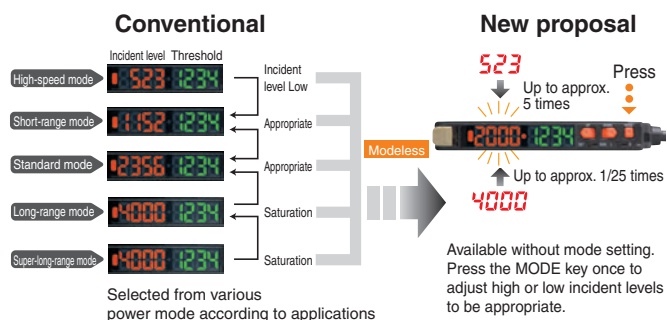 Conventional
New proposal
Incident level Threshold
High-speed mode
523 1234
Incident
level Low
Short-range mode
1152 1234
Appropriate
Standard mode
2356 1234
Appropriate
Long-range mode
4000 1234
Saturation
Super-long-range mode
4000 1234
Saturation
Selected from various
power mode according to applications
Modeless
523
Press
Up to approx.
5 times
2000 1234
Up to approx. 1/25 times
4000
Available without mode setting.
Press the MODE key once to
adjust high or low incident levels
to be appropriate.